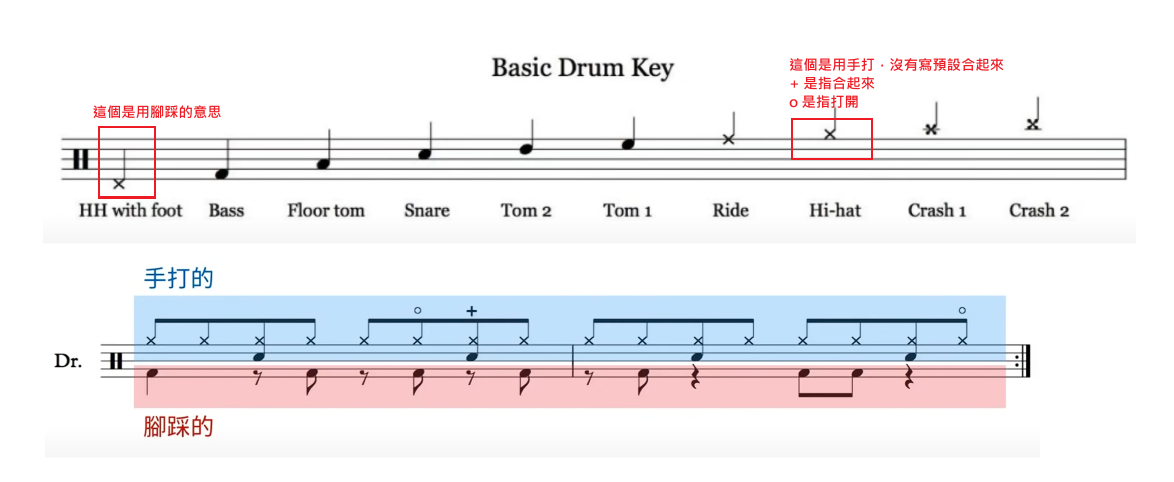 Basic Drum Key
這個是用手打，沒有寫預設合起來
+ 是指合起來
o 是指打開
這個是用腳踩的意思
HH with foot Bass Floor tom Snare Tom 2 Tom 1 Ride Hi-hat Crash 1 Crash 2
手打的
Dr.
腳踩的